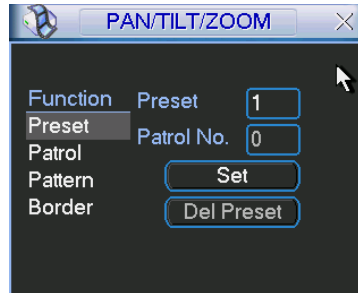 PAN/TILT/ZOOM
Function Preset 1
Preset
Patrol No. 0
Patrol
Set
Pattern
Border
Del Preset